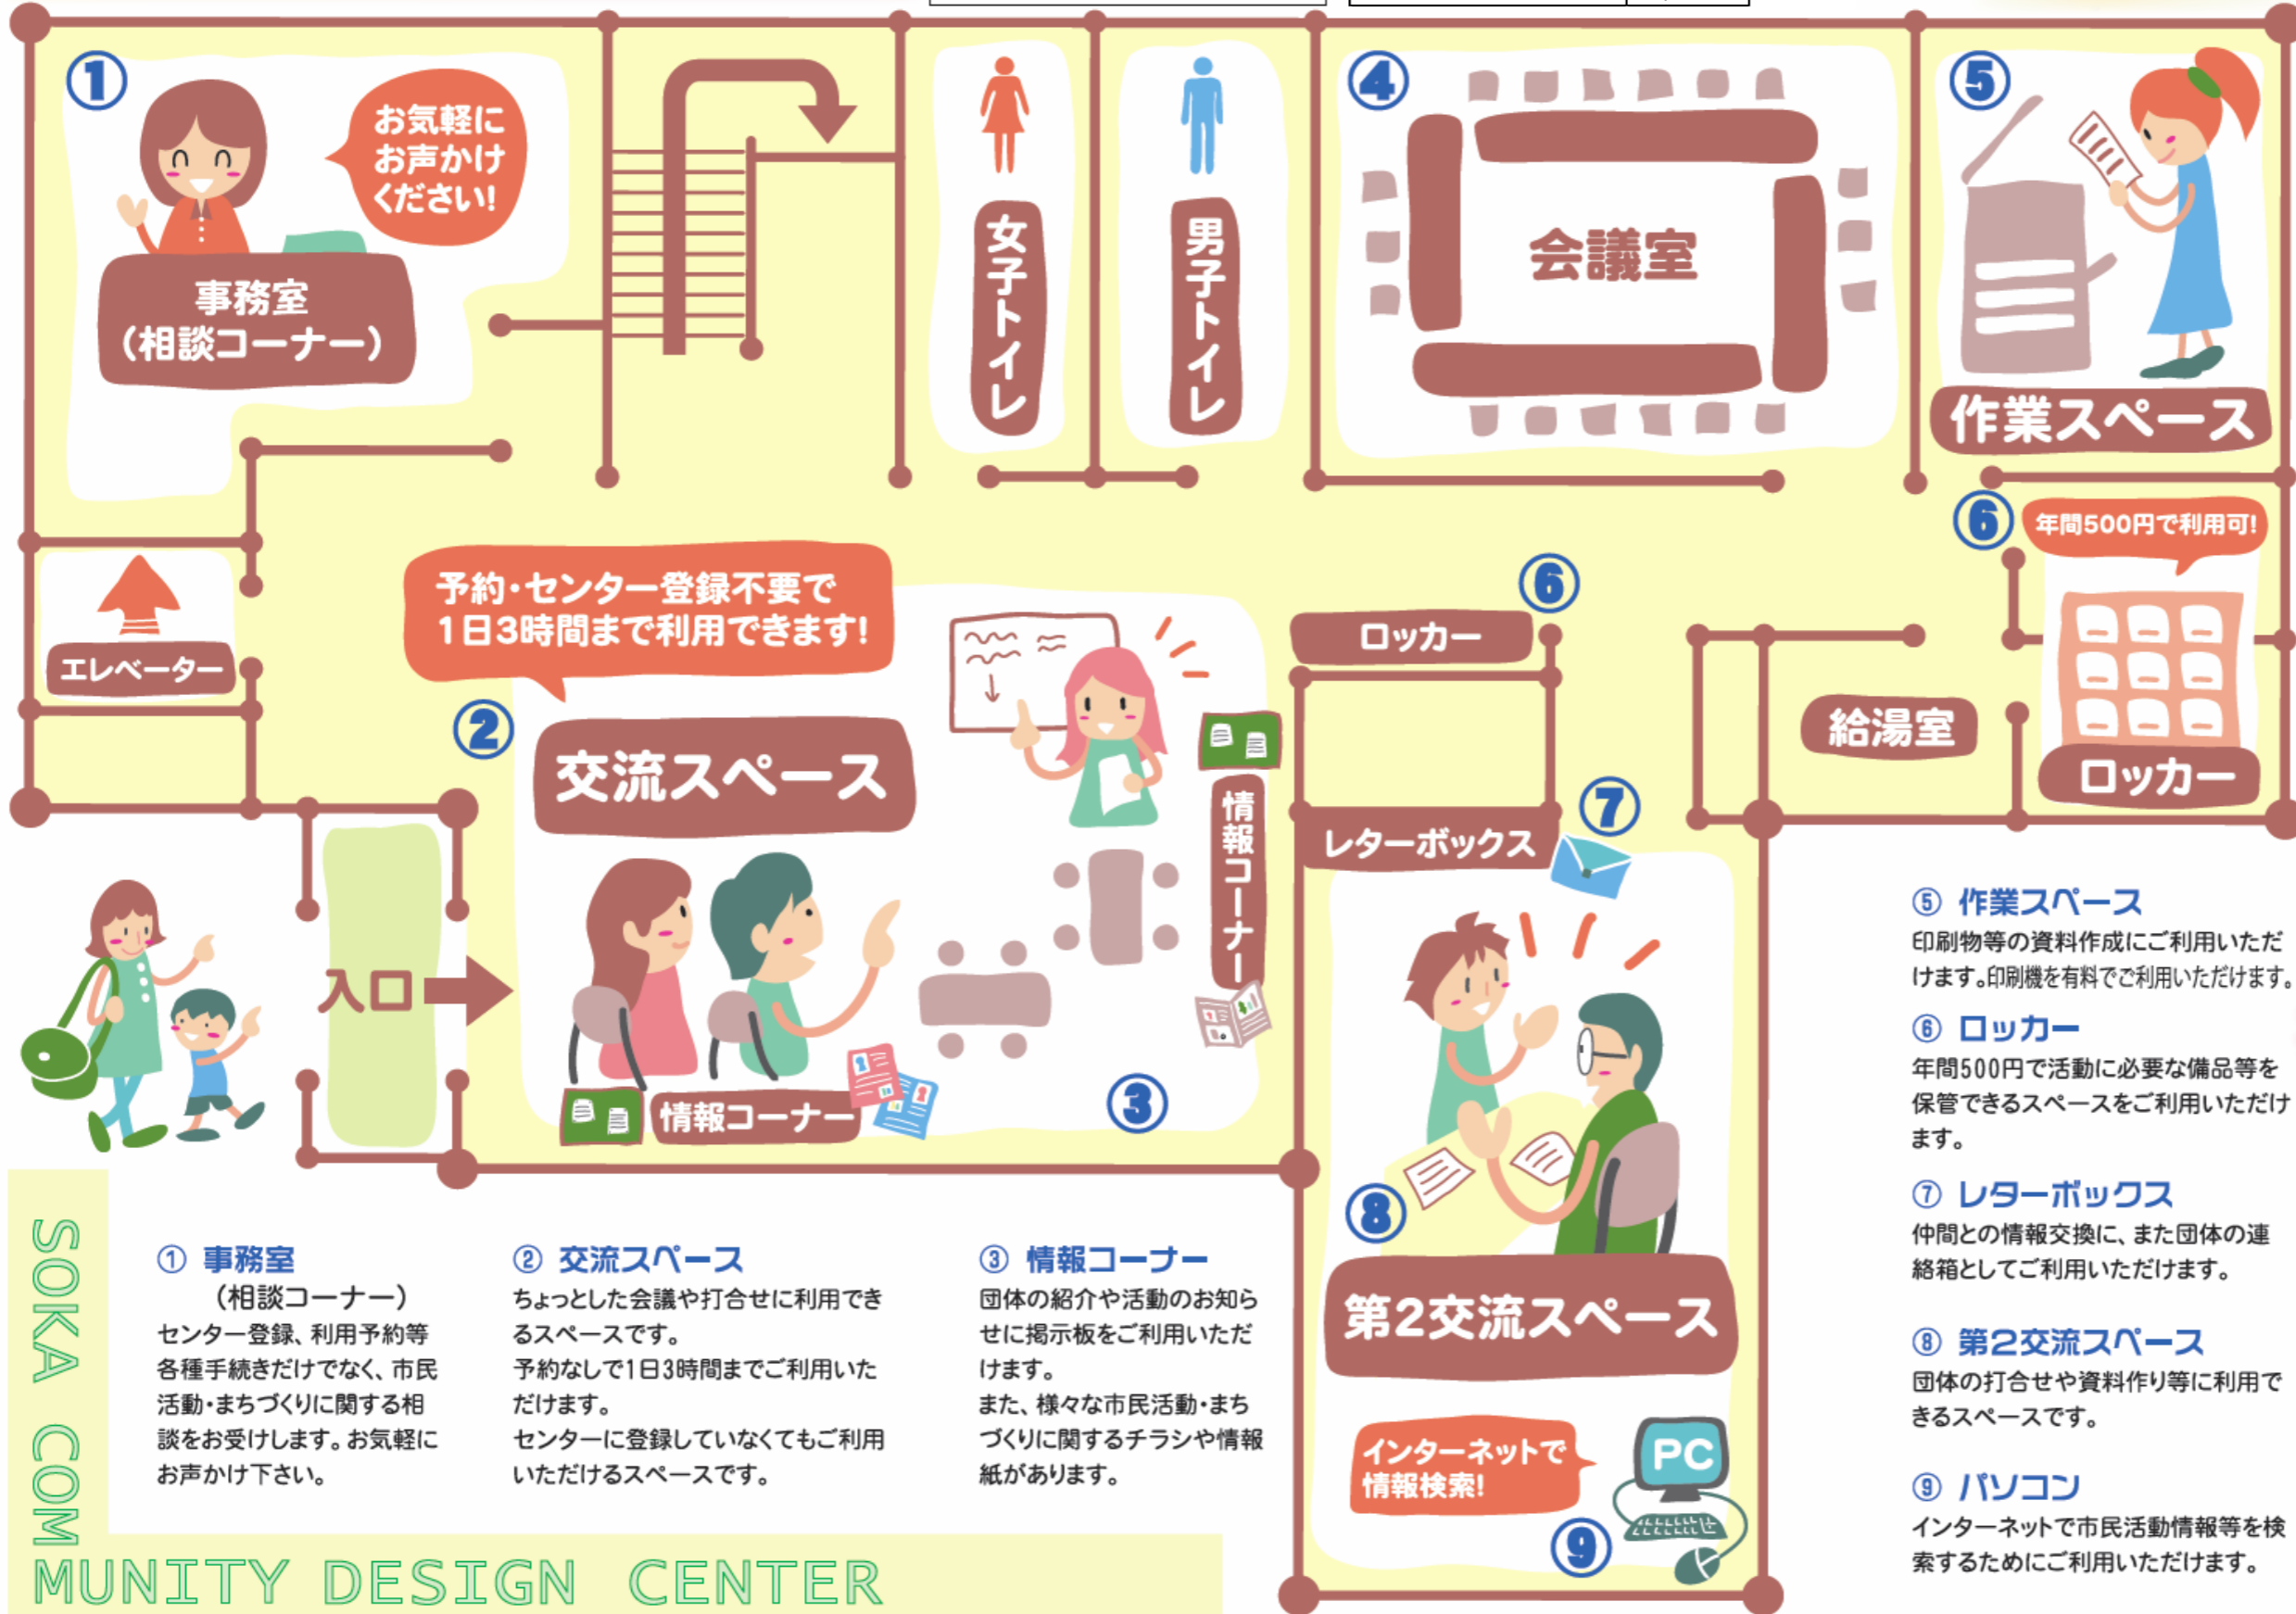 ①
お気軽に
お声かけ
ください!
事務室
(相談コーナー)
女子トイレ
男子トイレ
④
会議室
⑤
作業スペース
⑥
年間500円で利用可!
ロッカー
エレベーター
予約・センター登録不要で
1日3時間まで利用できます!
②
交流スペース
情報コーナー
⑥
ロッカー
給湯室
⑦
レターボックス
入口
情報コーナー
③
⑧
第2交流スペース
インターネットで
情報検索!
PC
⑨
① 事務室
(相談コーナー)
センター登録、利用予約等
各種手続きだけでなく、市民
活動・まちづくりに関する相
談をお受けします。お気軽に
お声かけ下さい。
② 交流スペース
ちょっとした会議や打合せに利用でき
るスペースです。
予約なしで1日3時間までご利用いた
だけます。
センターに登録していなくてもご利用
いただけるスペースです。
③ 情報コーナー
団体の紹介や活動のお知ら
せに掲示板をご利用いただ
けます。
また、様々な市民活動・まち
づくりに関するチラシや情報
紙があります。
⑤ 作業スペース
印刷物等の資料作成にご利用いただ
けます。印刷機を有料でご利用いただけます。
⑥ ロッカー
年間500円で活動に必要な備品等を
保管できるスペースをご利用いただけ
ます。
⑦ レターボックス
仲間との情報交換に、また団体の連
絡箱としてご利用いただけます。
⑧ 第2交流スペース
団体の打合せや資料作り等に利用で
きるスペースです。
⑨ パソコン
インターネットで市民活動情報等を検
索するためにご利用いただけます。
SOKA COM
MUNITY DESIGN CENTER